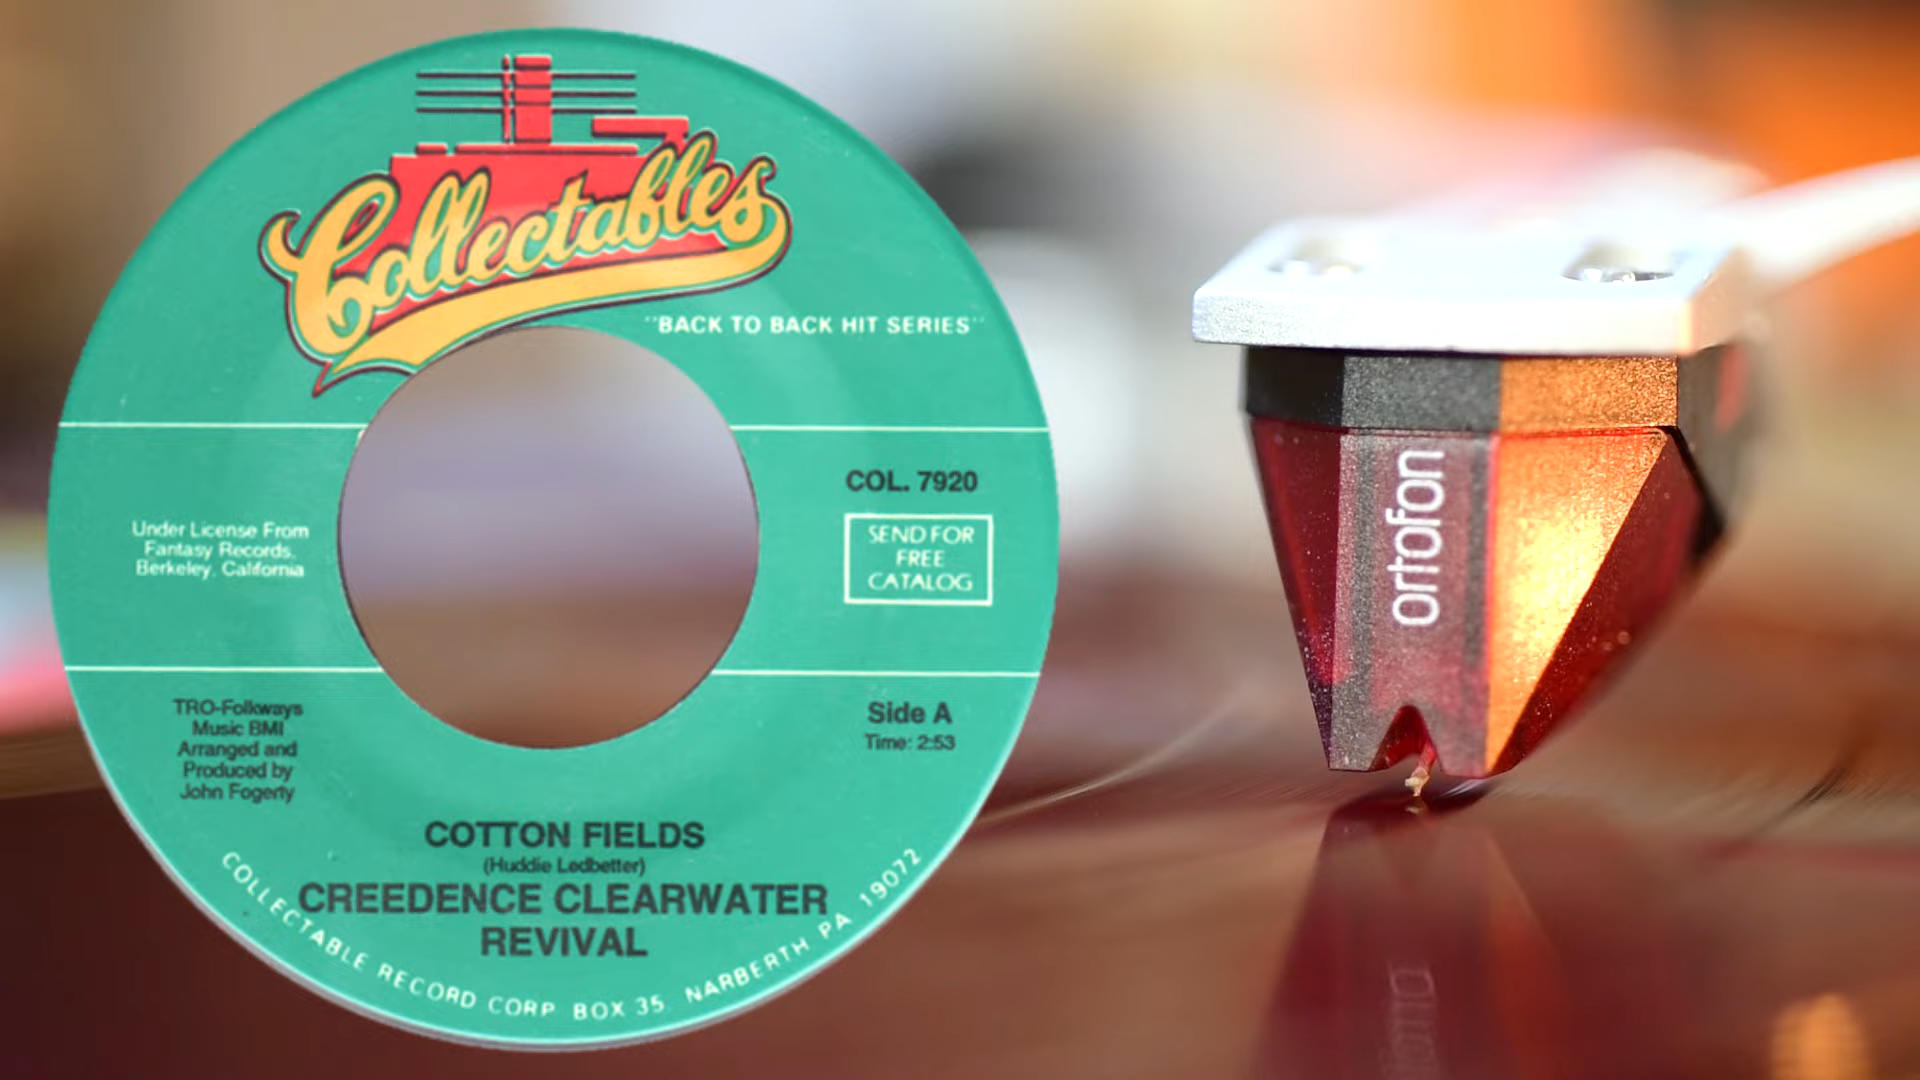 Collectables
"BACK TO BACK HIT SERIES"
COL. 7920
SEND FOR
FREE
CATALOG
Under License From
Fantasy Records,
Berkeley, California
TRO-Folkways
Music BMI
Arranged and
Produced by
John Fogerty
Side A
Time: 2:53
COTTON FIELDS
(Huddie Ledbetter)
CREEDENCE CLEARWATER
REVIVAL
COLLECTABLE RECORD CORP. BOX 35, NARBERTH PA 19072
ortofon